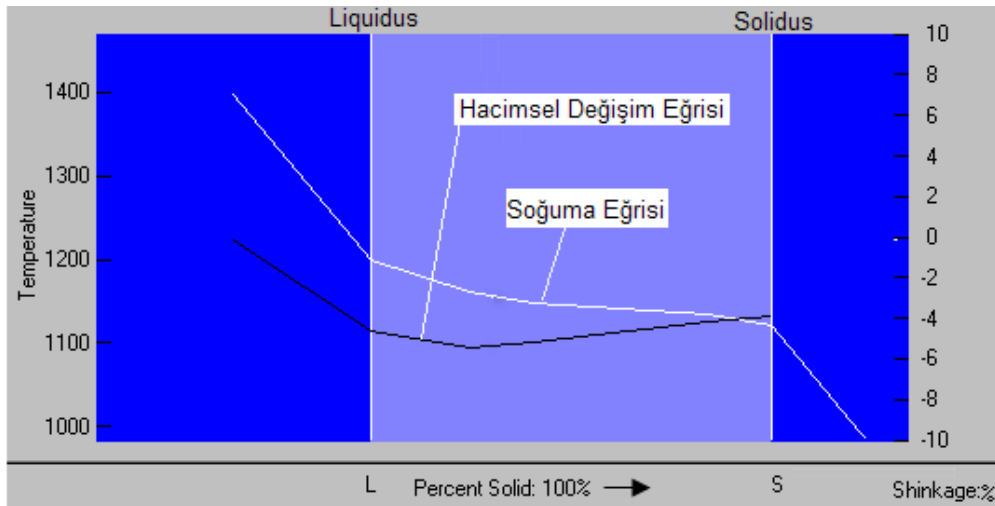 Liquidus
Solidus
10
1400
8
Hacimsel Değişim Eğrisi
6
4
1300
2
Soğuma Eğrisi
0
Temperature
1200
-2
-4
1100
-6
-8
1000
-10
L
Percent Solid: 100%
S
Shinkage:%